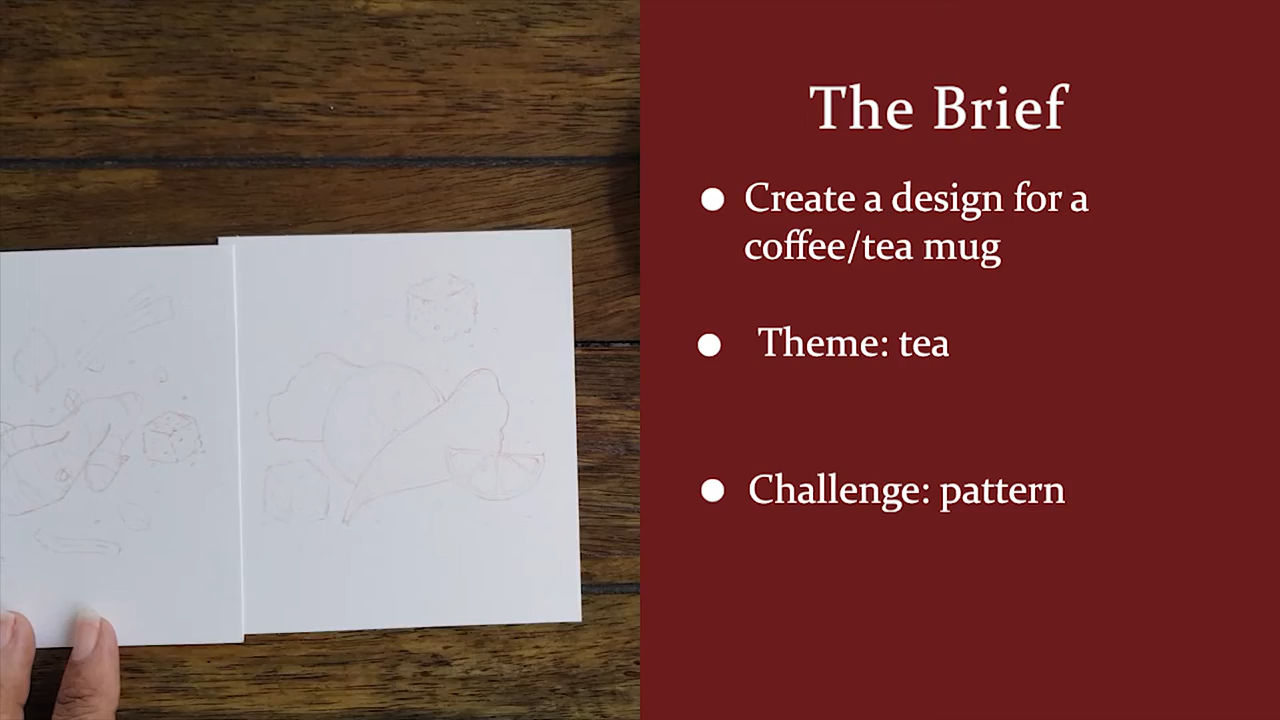 The Brief
● Create a design for a
coffee/tea mug
● Theme: tea
● Challenge: pattern